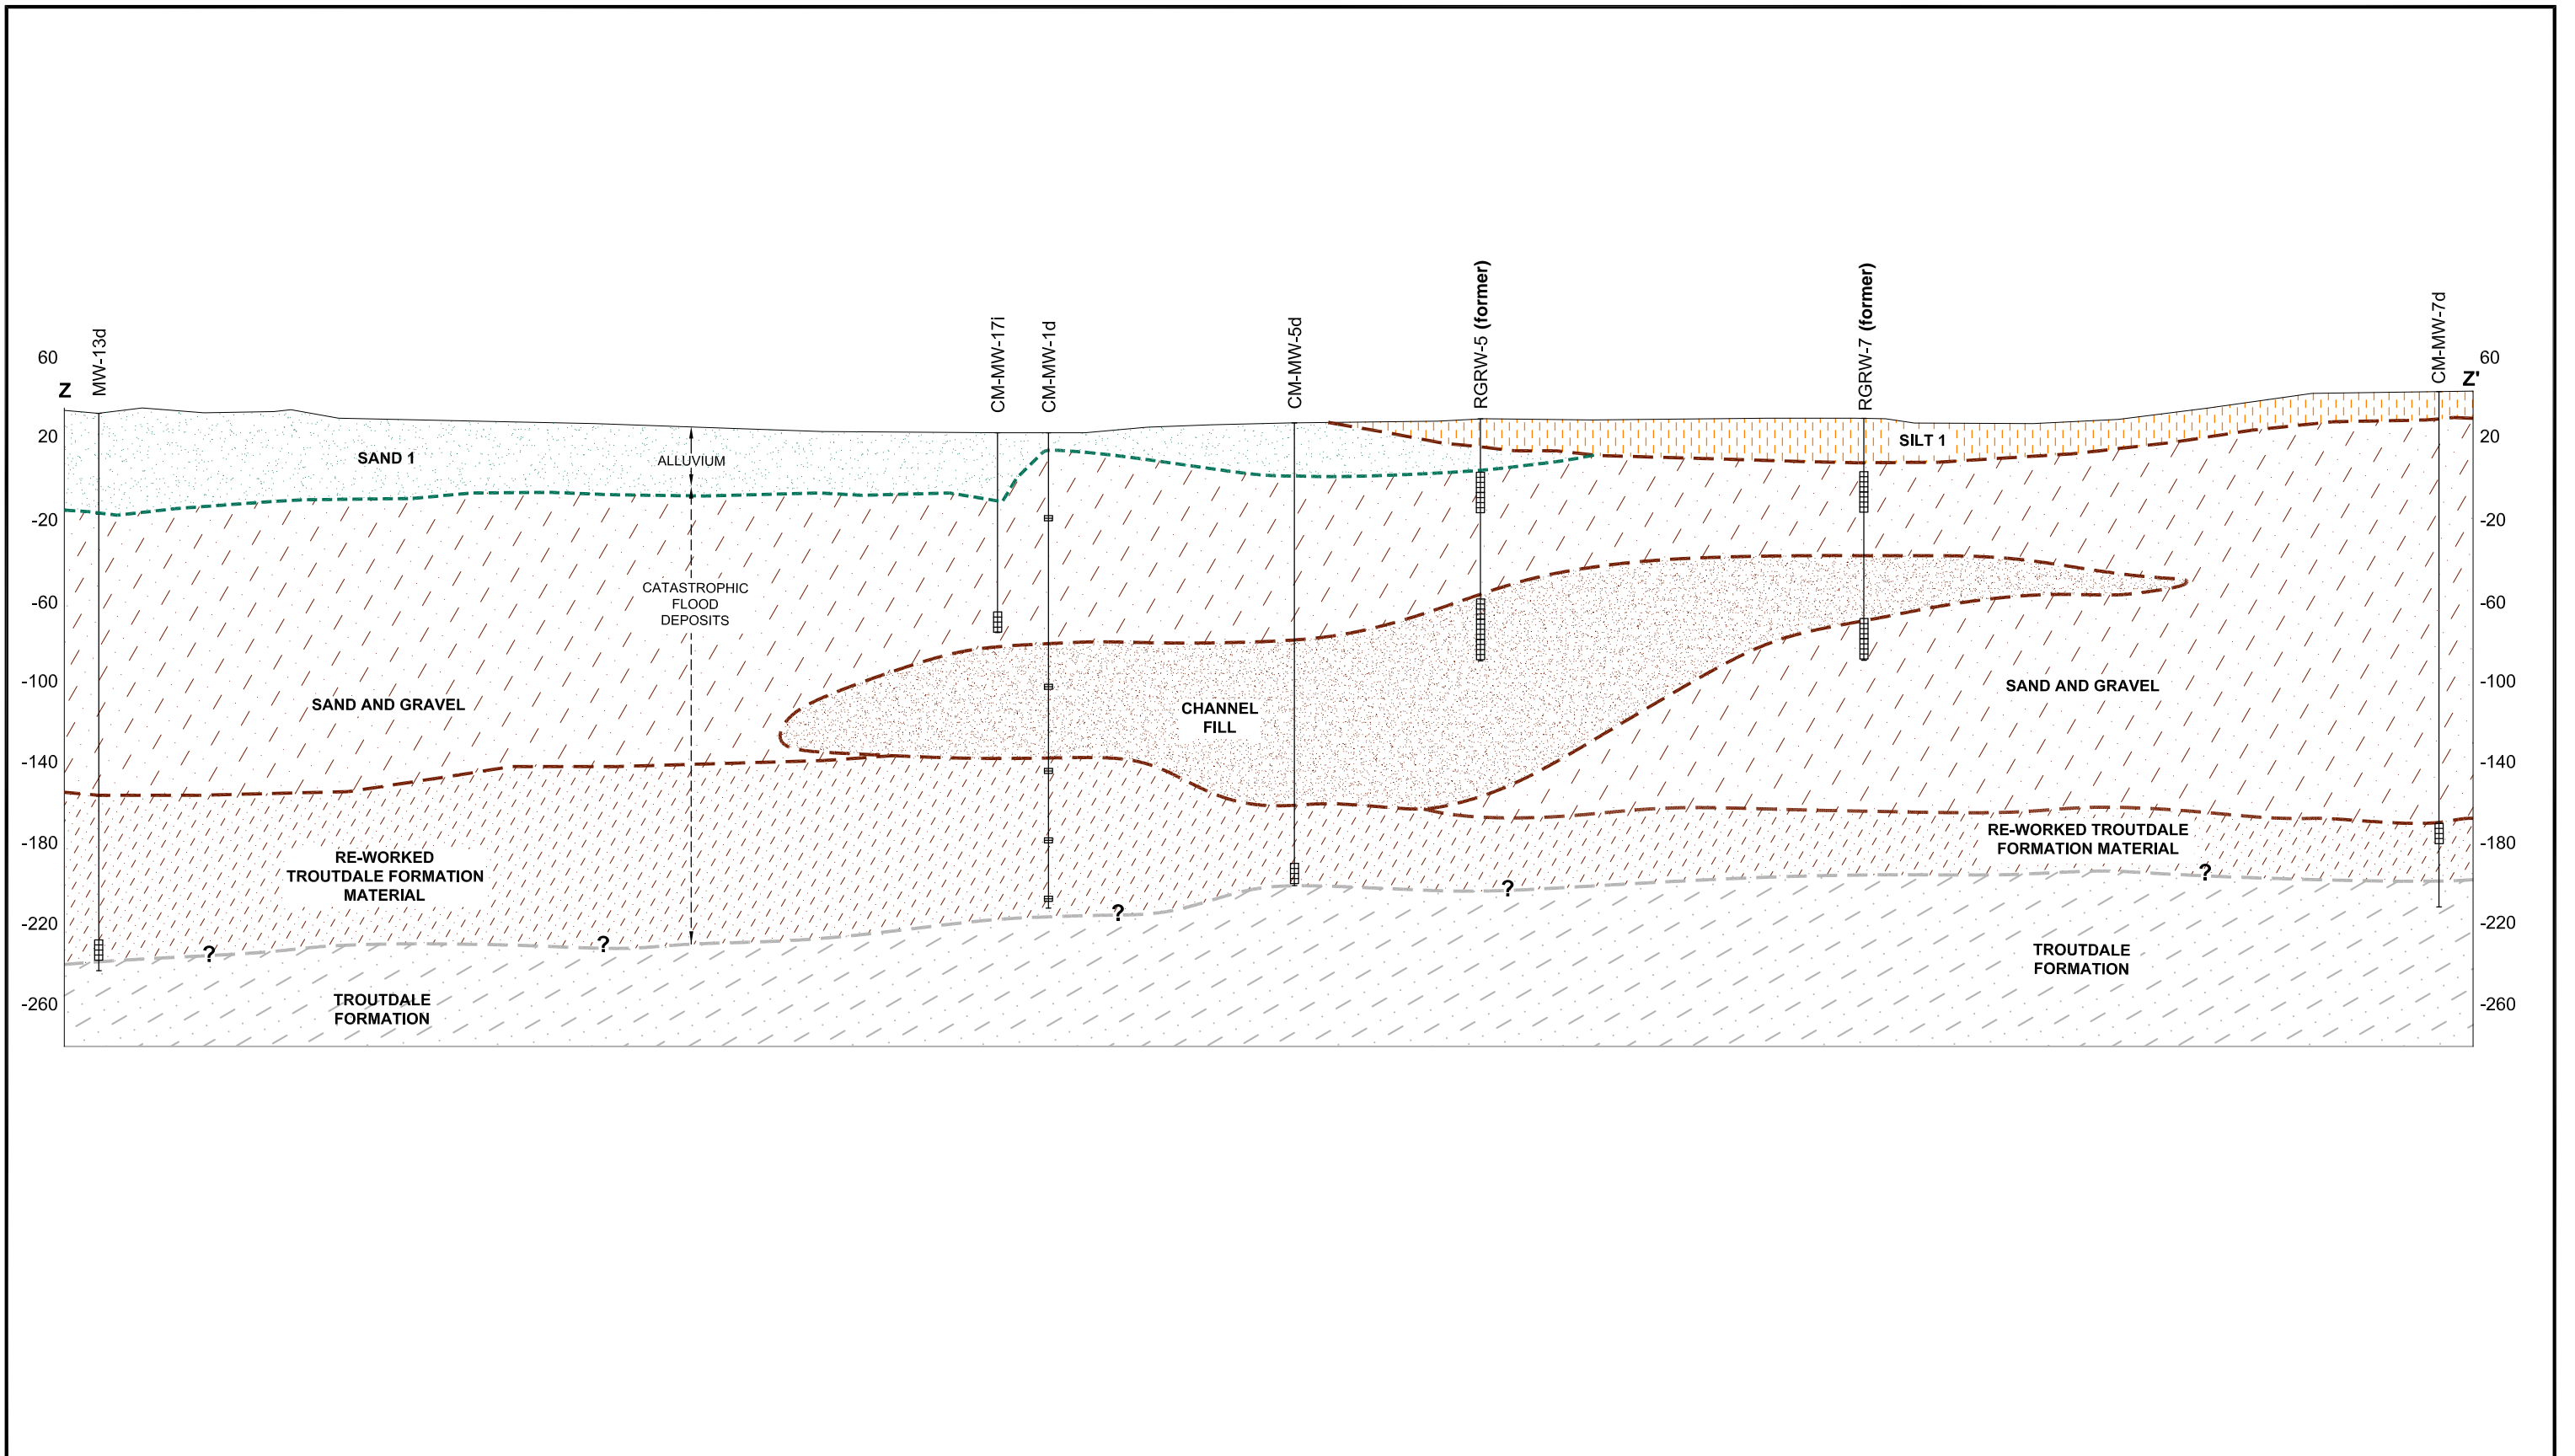 MW-13d
CM-MW-17i
CM-MW-1d
CM-MW-5d
RGRW-5 (former)
RGRW-7 (former)
CM-MW-7d
Z
Z'
60
20
-20
-60
-100
-140
-180
-220
-260
60
20
-20
-60
-100
-140
-180
-220
-260
SAND 1
ALLUVIUM
SILT 1
CATASTROPHIC
FLOOD
DEPOSITS
SAND AND GRAVEL
CHANNEL
FILL
SAND AND GRAVEL
RE-WORKED
TROUTDALE FORMATION
MATERIAL
RE-WORKED TROUTDALE
FORMATION MATERIAL
?
?
?
?
?
TROUTDALE
FORMATION
TROUTDALE
FORMATION